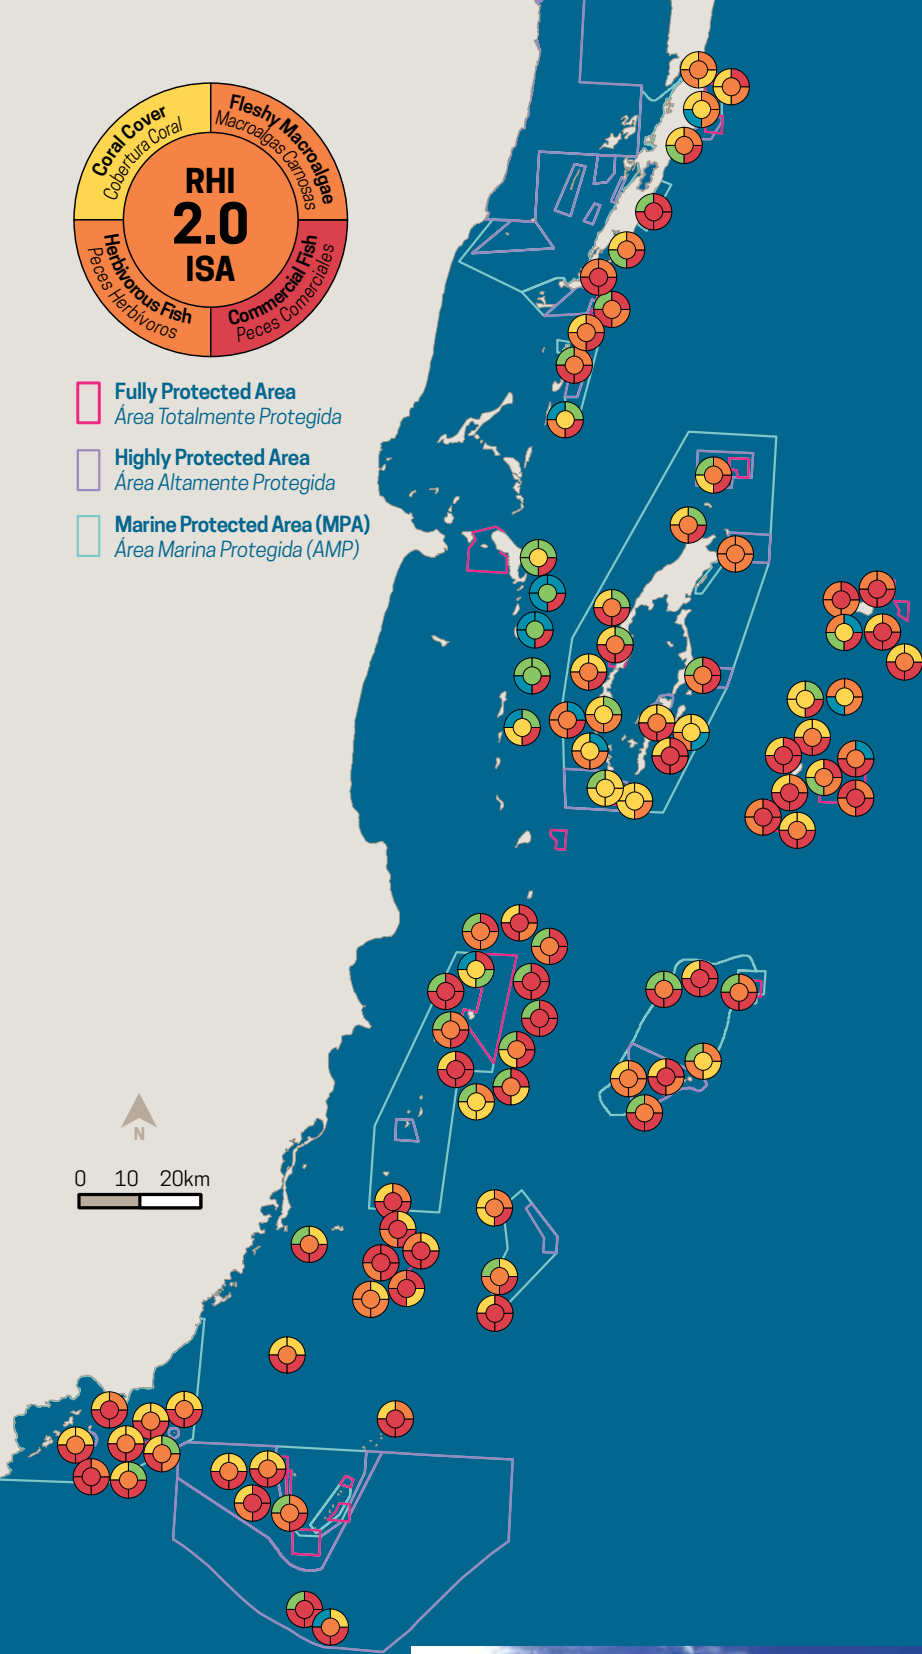 Coral Cover
Cobertura Coral
Fleshy Macroalgae
Macroalgas Carnosas
RHI
2.0
ISA
Herbivorous Fish
Peces Herbívoros
Commercial Fish
Peces Comerciales
Fully Protected Area
Área Totalmente Protegida
Highly Protected Area
Área Altamente Protegida
Marine Protected Area (MPA)
Área Marina Protegida (AMP)
N
0 10 20km